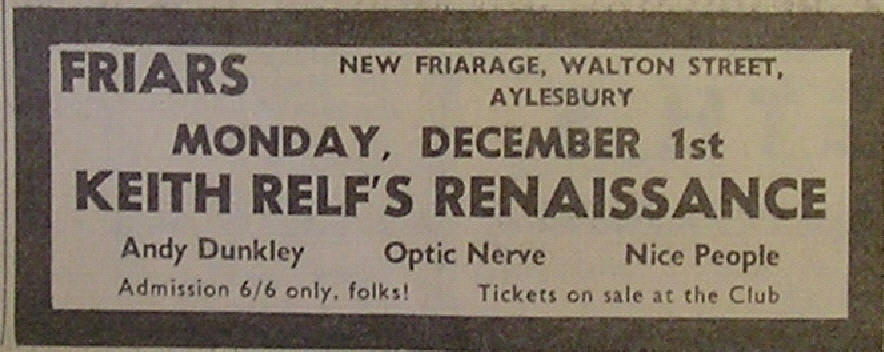 FRIARS NEW FRIARAGE, WALTON STREET,
AYLESBURY
MONDAY, DECEMBER 1st
KEITH RELF'S RENAISSANCE
Andy Dunkley Optic Nerve Nice People
Admission 6/6 only, folks! Tickets on sale at the Club